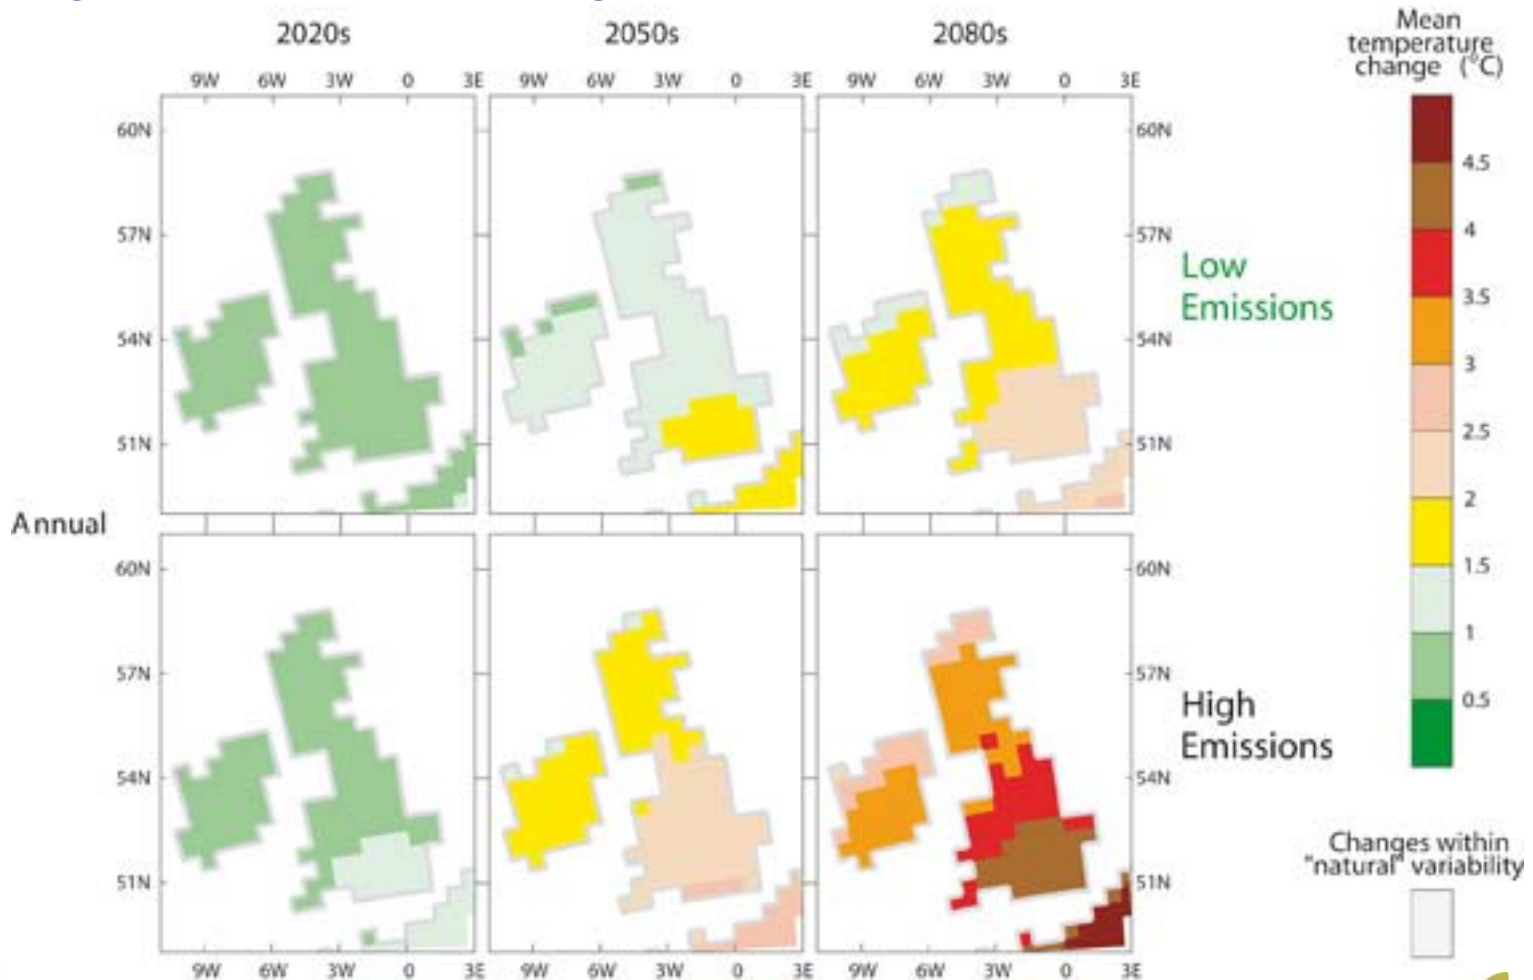 2020s 2050s 2080s
Mean
temperature
change (°C)
9W 6W 3W 0 3E 9W 6W 3W 0 3E 9W 6W 3W 0 3E
60N 60N
57N 57N
54N 54N
51N 51N
Low
Emissions
Annual
60N 60N
57N 57N
54N 54N
51N 51N
High
Emissions
9W 6W 3W 0 3E 9W 6W 3W 0 3E 9W 6W 3W 0 3E
4.5
4
3.5
3
2.5
2
1.5
1
0.5
Changes within
"natural" variability